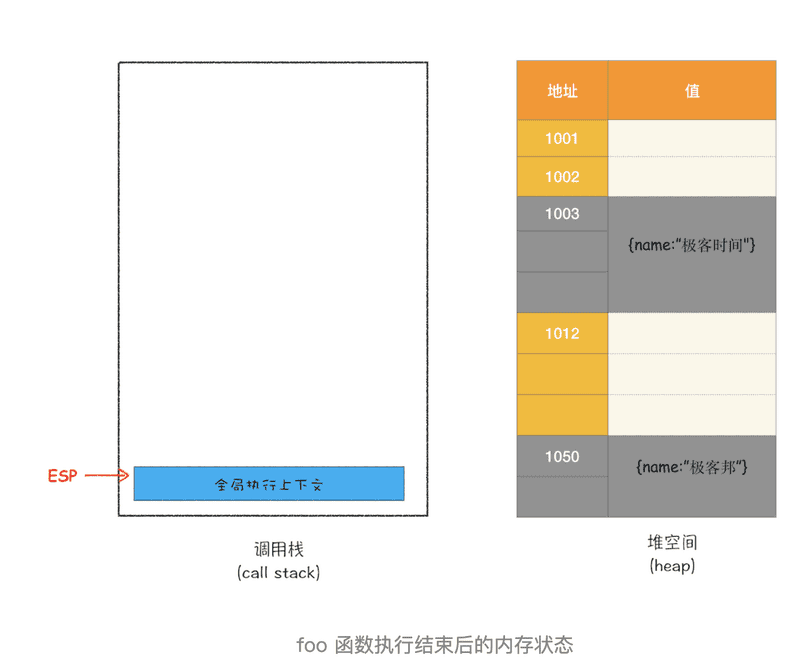 地址 值
1001
1002
1003
{name:"极客时间"}
1012
1050
{name:"极客邦"}
ESP
全局执行上下文
调用栈
(call stack)
堆空间
(heap)
foo 函数执行结束后的内存状态